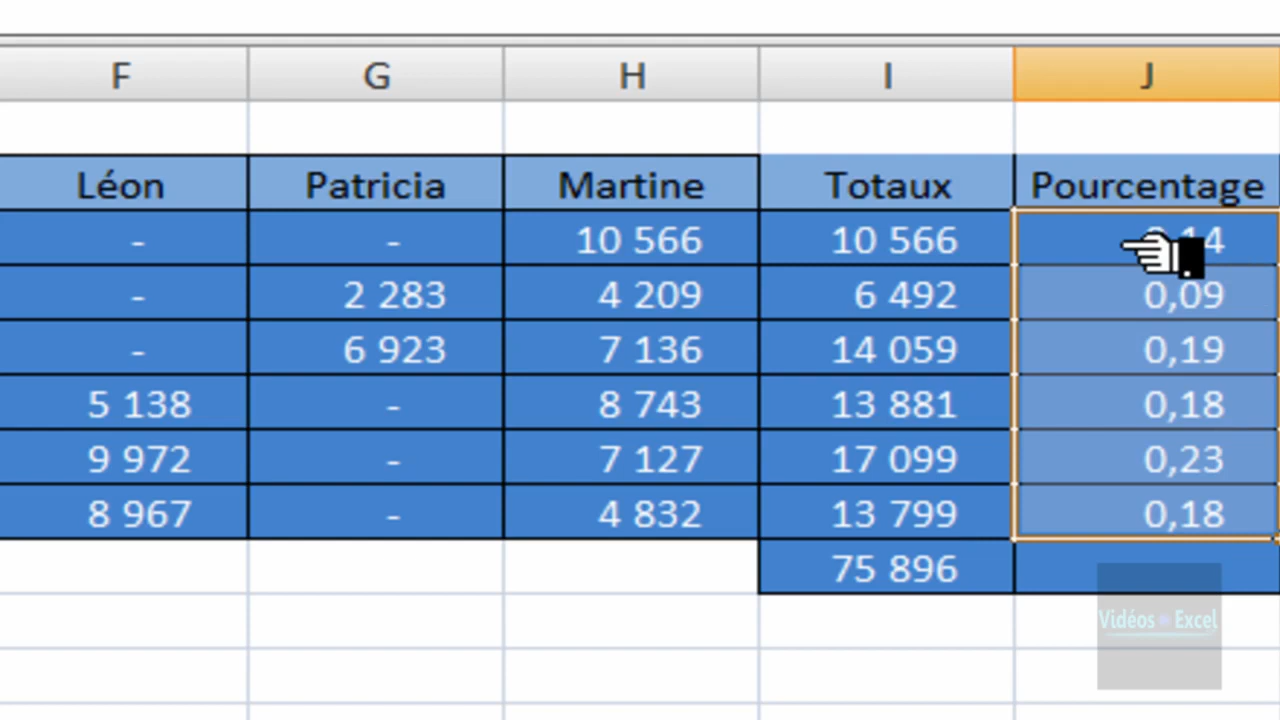 F G H I J
Léon Patricia Martine Totaux Pourcentage
- - 10 566 10 566
- 2 283 4 209 6 492 0,09
- 6 923 7 136 14 059 0,19
5 138 - 8 743 13 881 0,18
9 972 - 7 127 17 099 0,23
8 967 - 4 832 13 799 0,18
75 896
Vidéos Excel